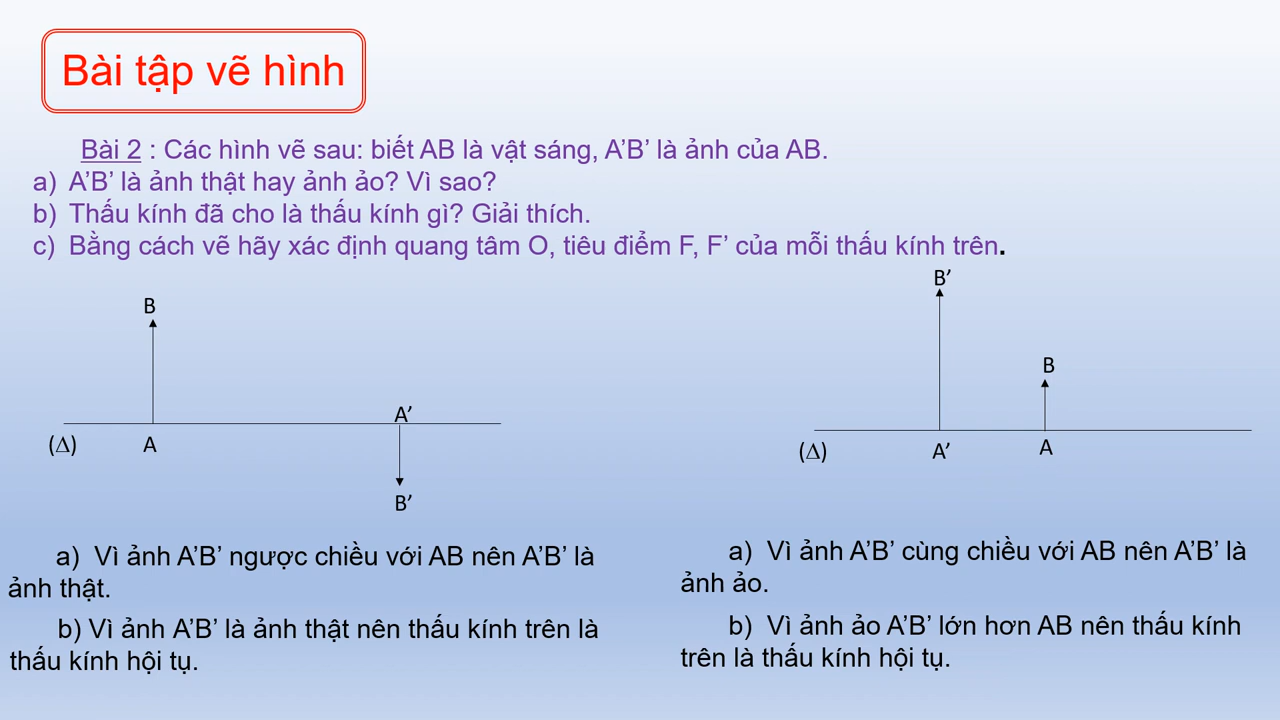 Bài tập vẽ hình
Bài 2 : Các hình vẽ sau: biết AB là vật sáng, A’B’ là ảnh của AB.
a) A’B’ là ảnh thật hay ảnh ảo? Vì sao?
b) Thấu kính đã cho là thấu kính gì? Giải thích.
c) Bằng cách vẽ hãy xác định quang tâm O, tiêu điểm F, F’ của mỗi thấu kính trên.
B
A’
(Δ)
A
B’
B’
B
(Δ)
A’
A
a) Vì ảnh A’B’ ngược chiều với AB nên A’B’ là
ảnh thật.
b) Vì ảnh A’B’ là ảnh thật nên thấu kính trên là
thấu kính hội tụ.
a) Vì ảnh A’B’ cùng chiều với AB nên A’B’ là
ảnh ảo.
b) Vì ảnh ảo A’B’ lớn hơn AB nên thấu kính
trên là thấu kính hội tụ.